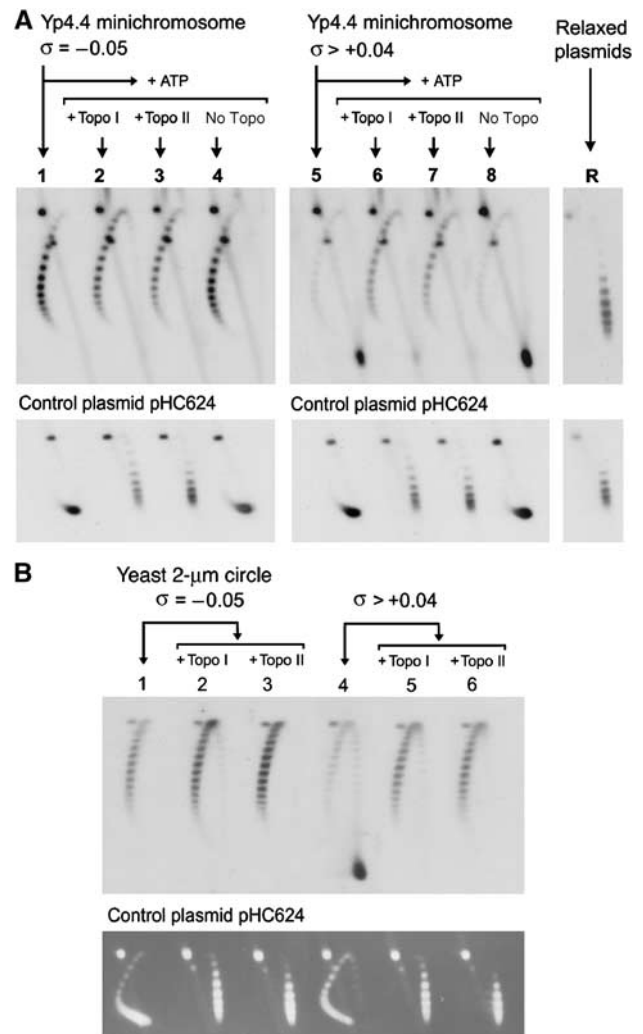 A
Yp4.4 minichromosome
σ = −0.05
+ ATP
+ Topo I + Topo II No Topo
1 2 3 4
Yp4.4 minichromosome
σ > +0.04
+ ATP
+ Topo I + Topo II No Topo
5 6 7 8
Relaxed
plasmids
R
Control plasmid pHC624
Control plasmid pHC624
B
Yeast 2-μm circle
σ = −0.05 σ > +0.04
+ Topo I + Topo II + Topo I + Topo II
1 2 3 4 5 6
Control plasmid pHC624